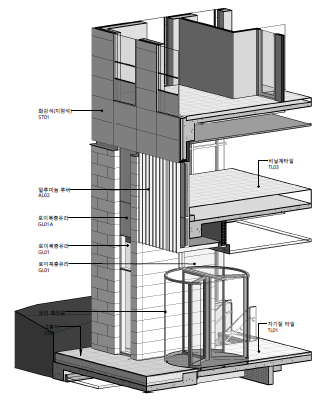 화강석(지정석)
ST01
비닐계타일
TL03
알루미늄 루버
AL02
로이복층유리
GL01A
로이복층유리
GL01
로이복층유리
GL01
자기질 타일
TL01